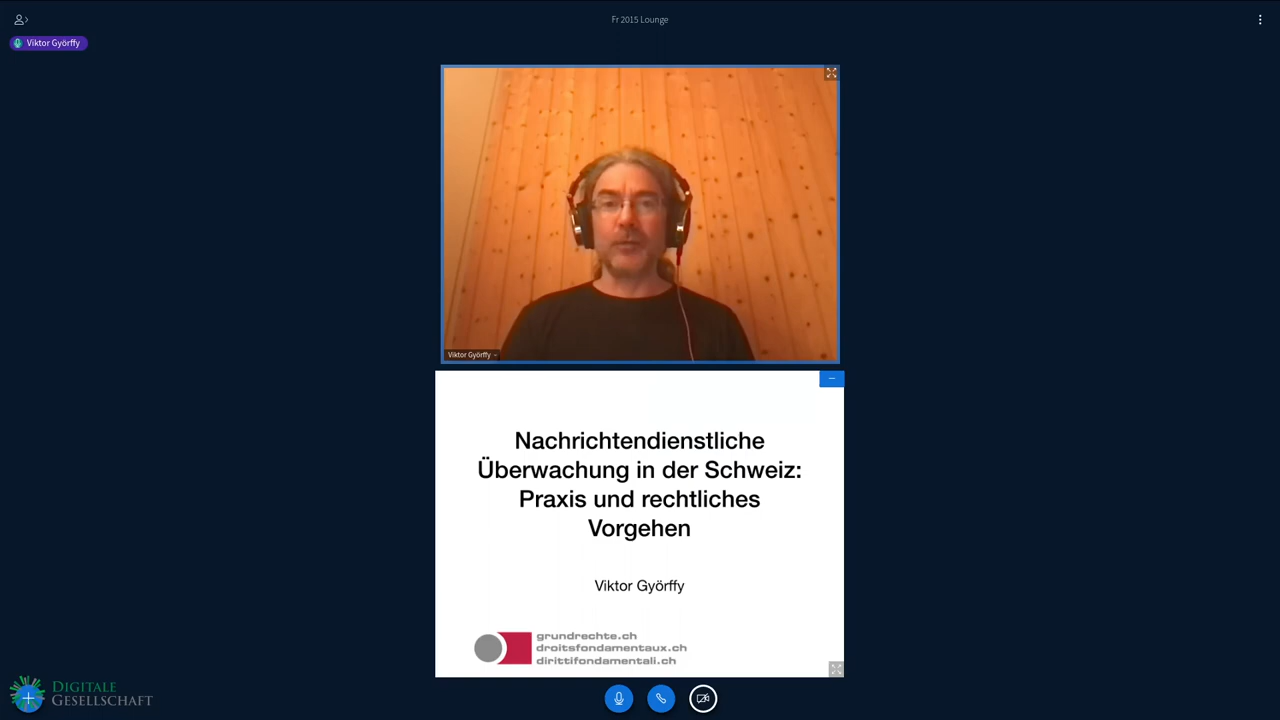 Fr 2015 Lounge
Viktor Györffy
Viktor Györffy
Nachrichtendienstliche
Überwachung in der Schweiz:
Praxis und rechtliches
Vorgehen
Viktor Györffy
grundrechte.ch
droitsfondamentaux.ch
dirittifondamentali.ch
DIGITALE
GESELLSCHAFT